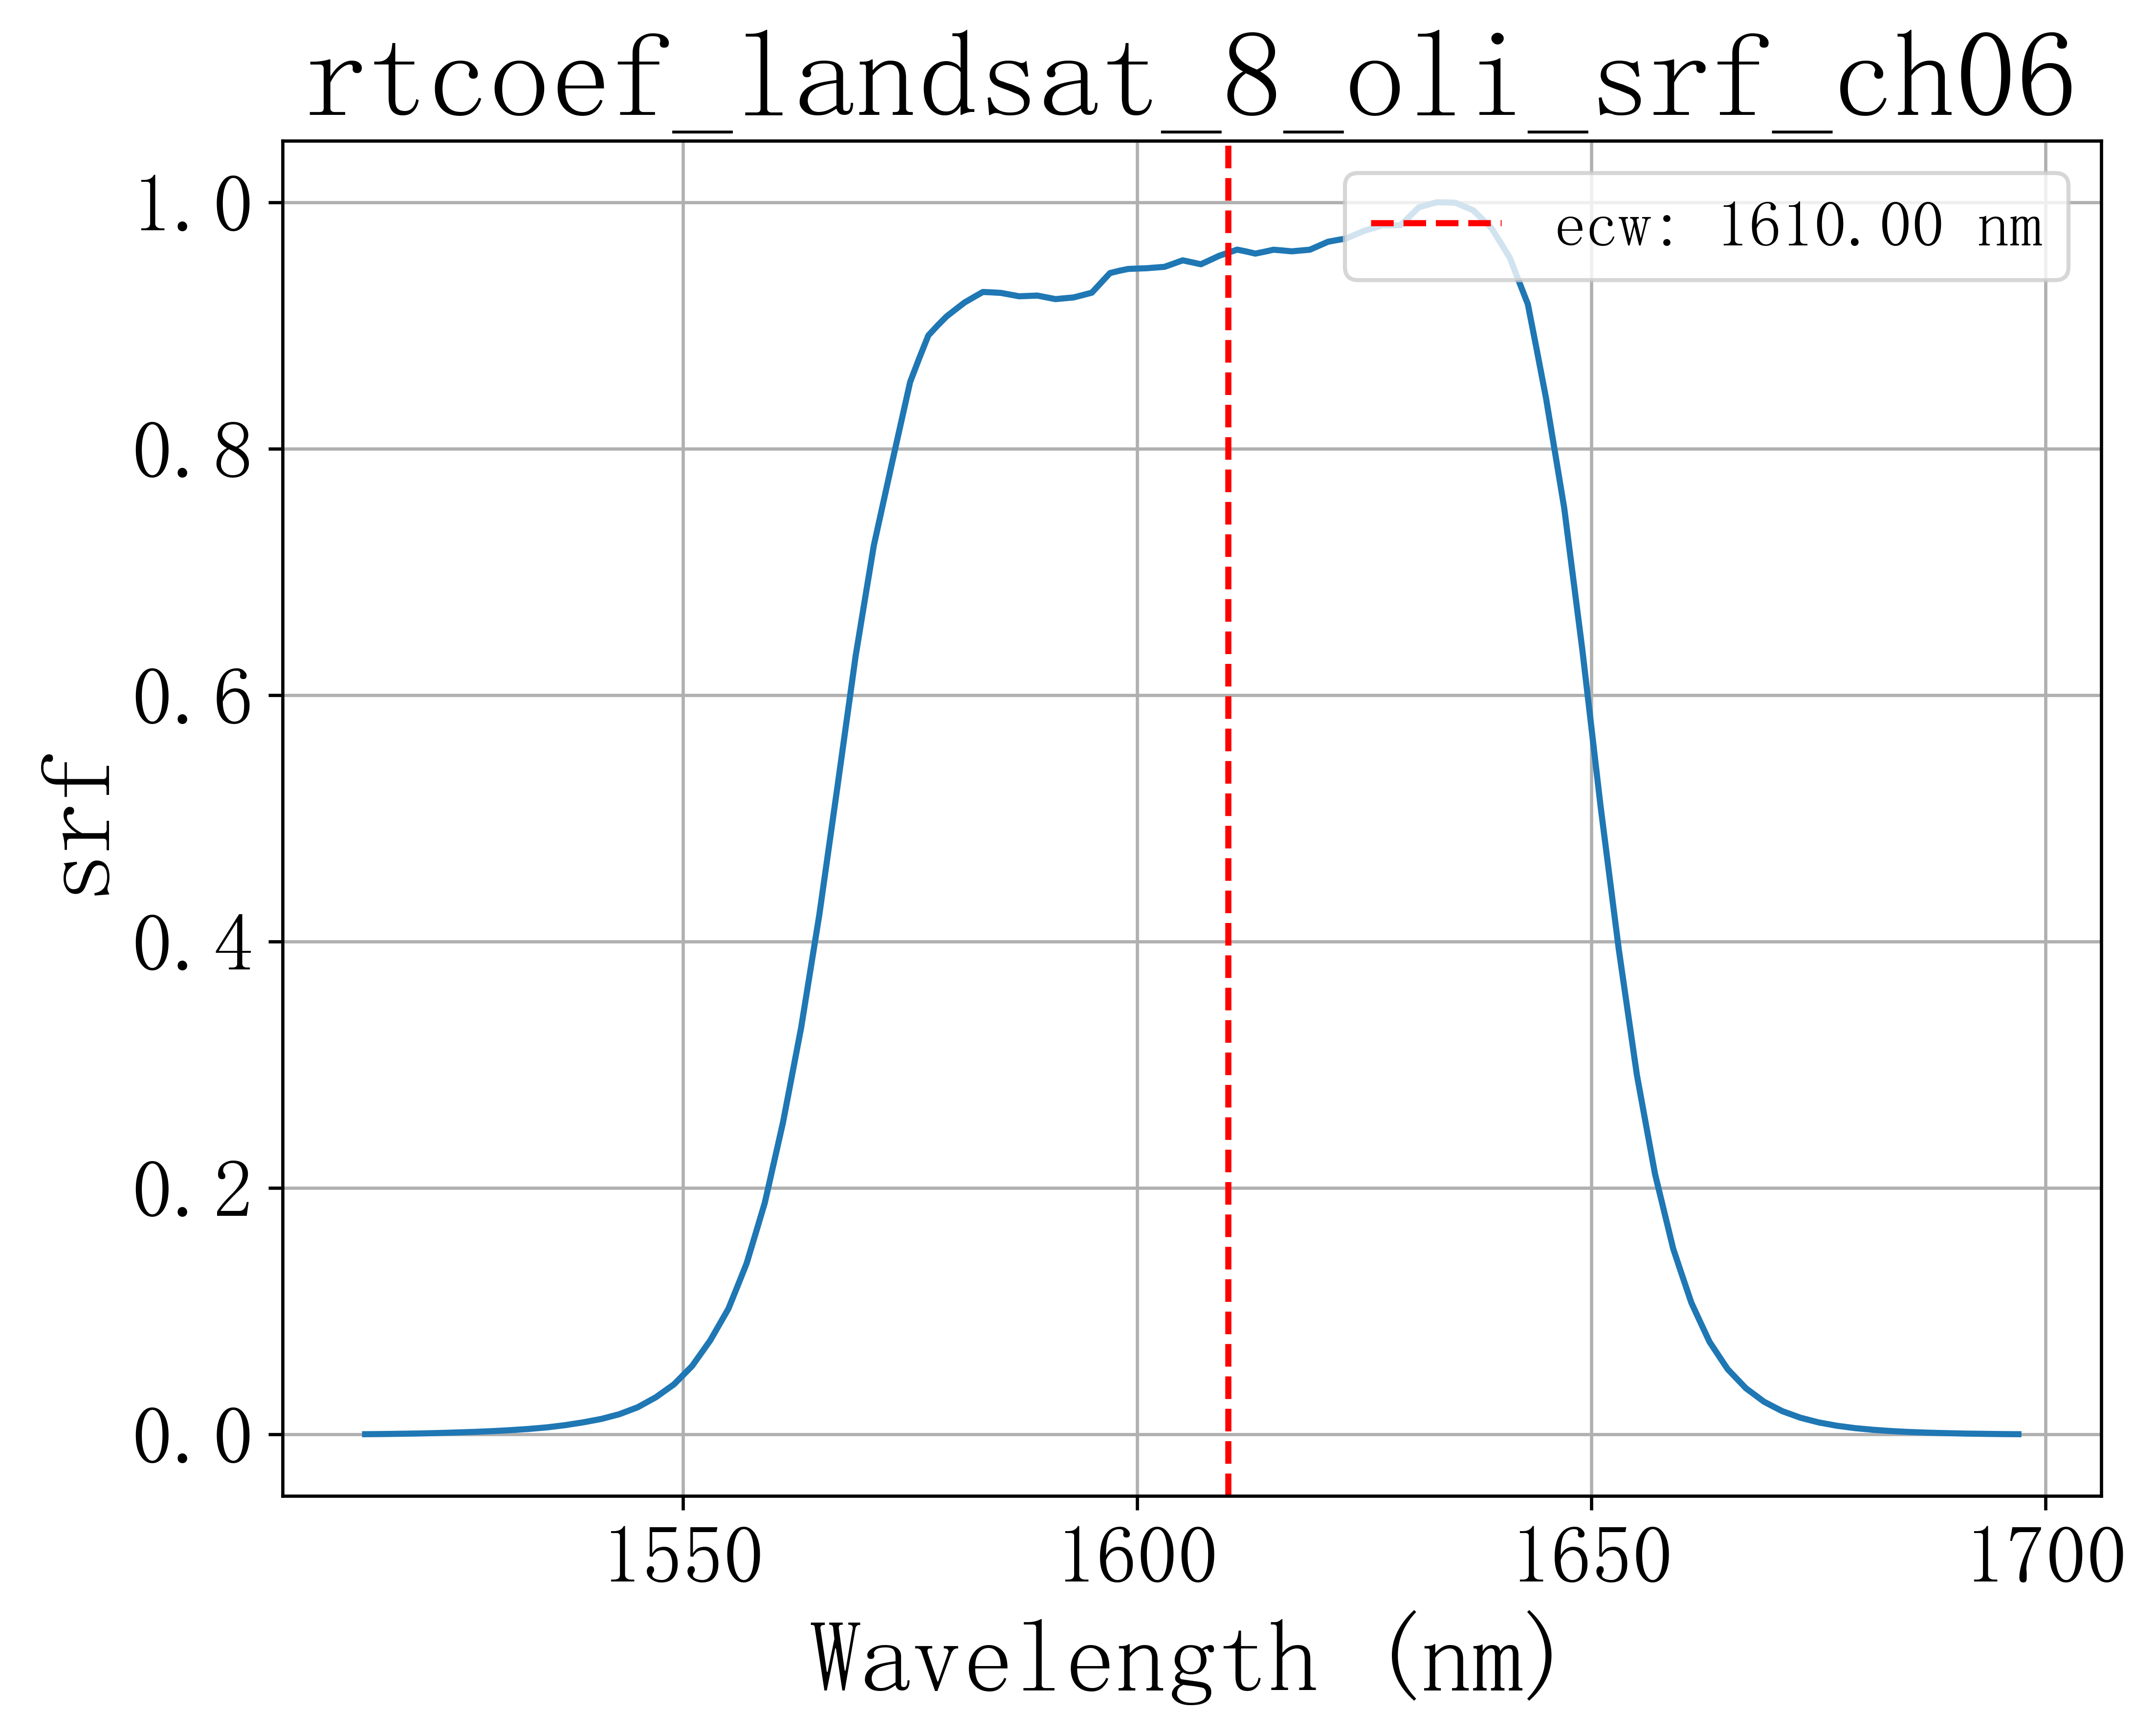 rtcoef_landsat_8_oli_srf_ch06
ecw: 1610.00 nm
1.0
0.8
0.6
0.4
0.2
0.0
srf
1550 1600 1650 1700
Wavelength (nm)